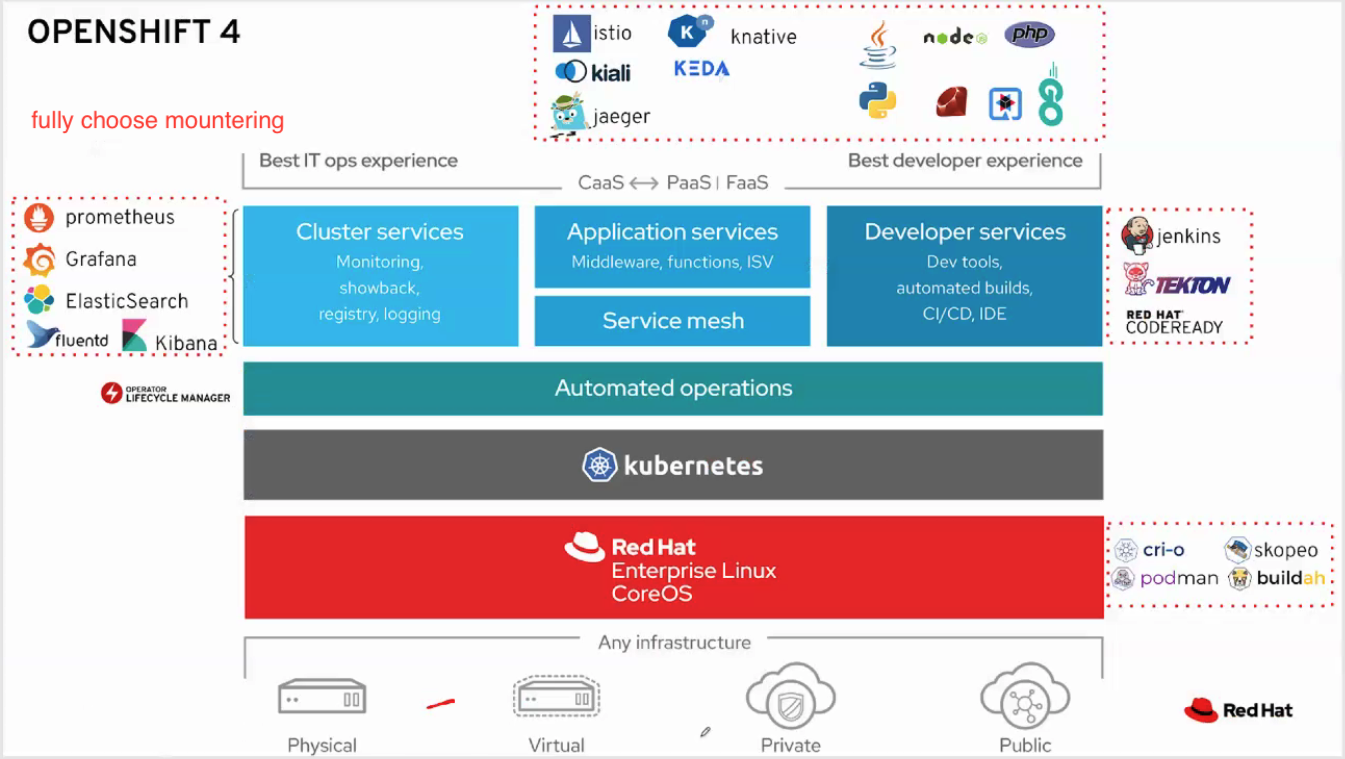 OPENSHIFT 4
istio
knative
node
php
kiali
KEDA
jaeger
GO
fully choose mountering
Best IT ops experience
Best developer experience
CaaS ↔ PaaS | FaaS
prometheus
Grafana
ElasticSearch
fluentd
Kibana
Cluster services
Monitoring,
showback,
registry, logging
Application services
Middleware, functions, ISV
Service mesh
Developer services
Dev tools,
automated builds,
CI/CD, IDE
jenkins
TEKTON
RED HAT
CODEREADY
OPERATOR
LIFECYCLE MANAGER
Automated operations
kubernetes
Red Hat
Enterprise Linux
CoreOS
cri-o
skopeo
podman
buildah
Any infrastructure
Physical
Virtual
Private
Public
Red Hat